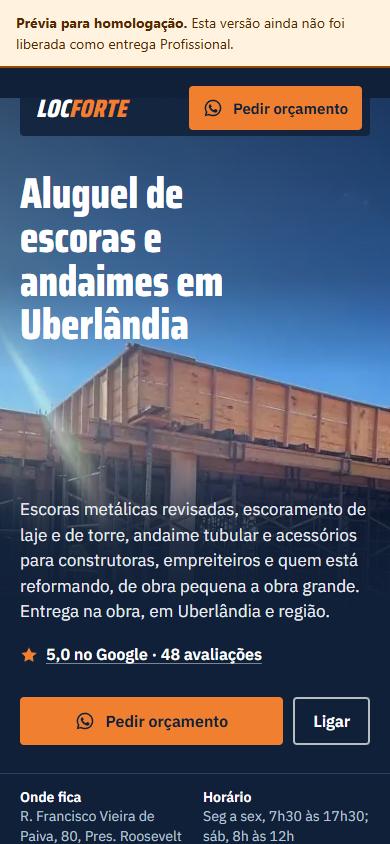 Prévia para homologação. Esta versão ainda não foi
liberada como entrega Profissional.
LOCFORTE
Pedir orçamento
Aluguel de
escoras e
andaimes em
Uberlândia
Escoras metálicas revisadas, escoramento de
laje e de torre, andaime tubular e acessórios
para construtoras, empreiteiros e quem está
reformando, de obra pequena a obra grande.
Entrega na obra, em Uberlândia e região.
5,0 no Google · 48 avaliações
Pedir orçamento
Ligar
Onde fica
R. Francisco Vieira de
Paiva, 80, Pres. Roosevelt
Horário
Seg a sex, 7h30 às 17h30;
sáb, 8h às 12h